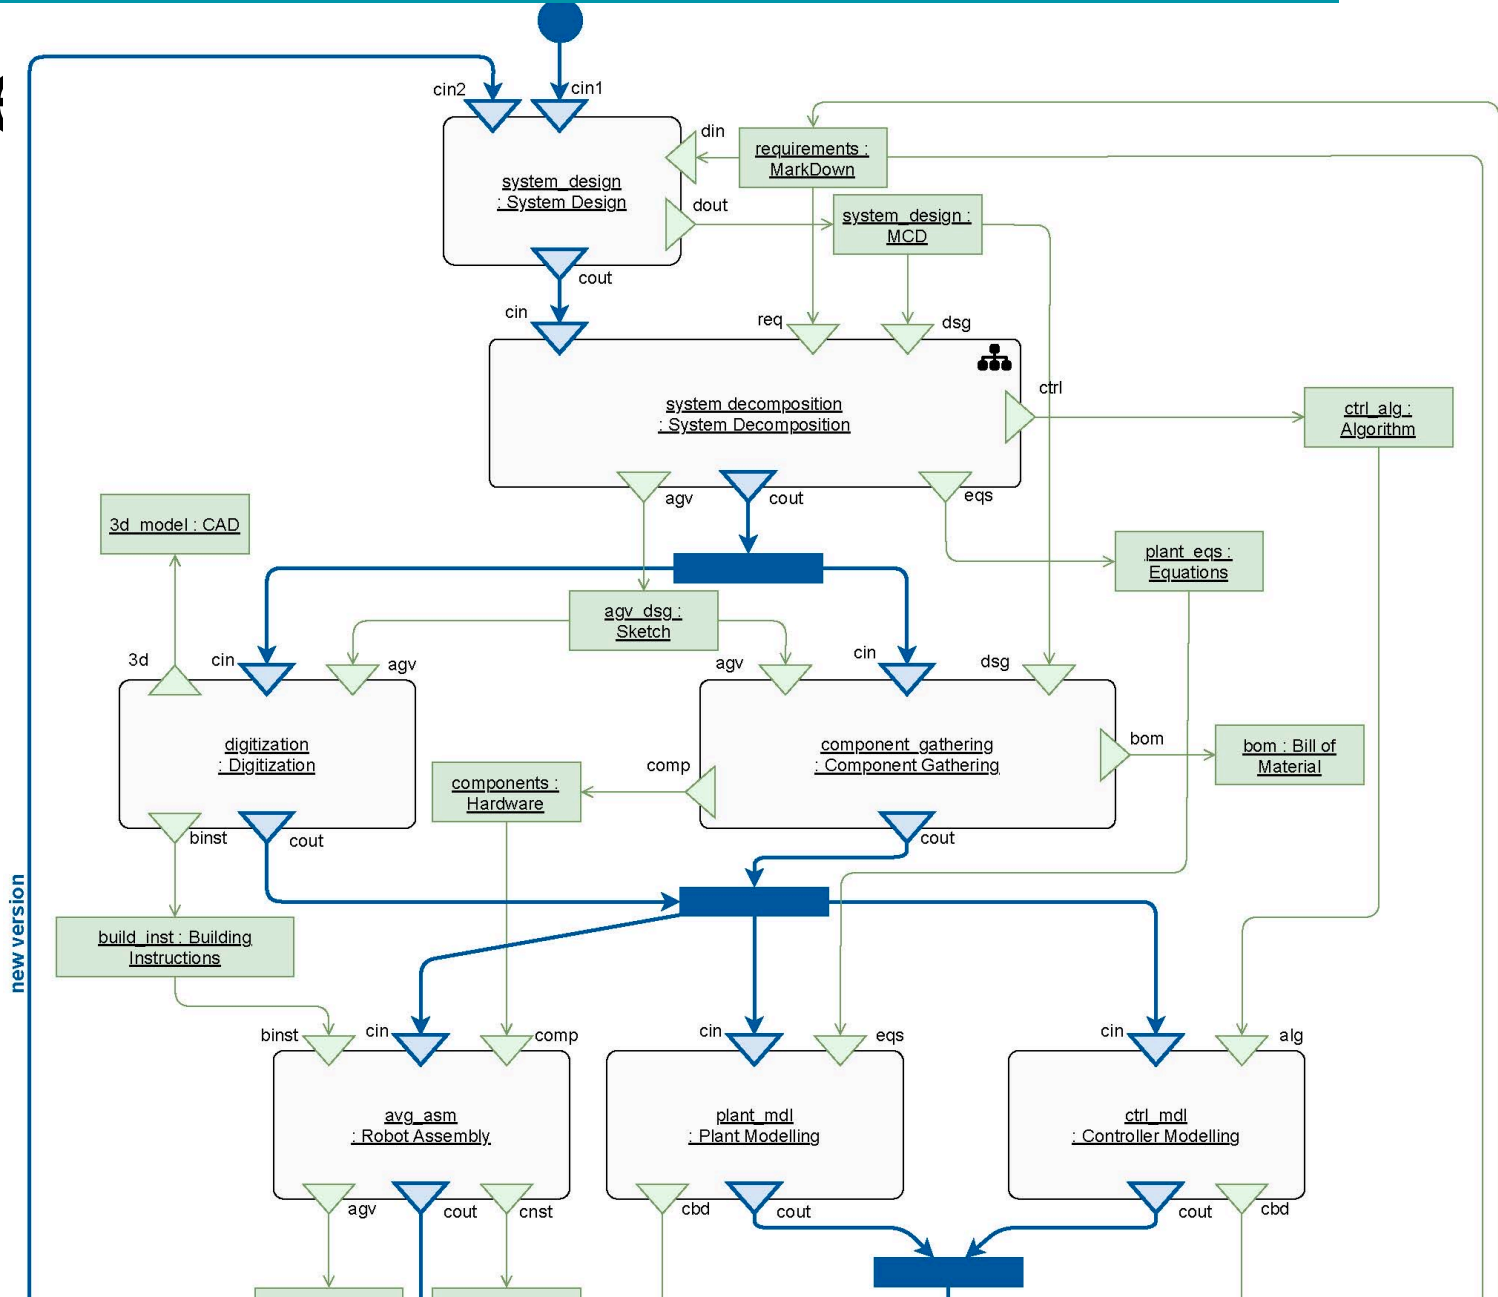 cin2
cin1
din
requirements :
MarkDown
system_design
: System Design
dout
system_design :
MCD
cout
cin
req
dsg
system decomposition
: System Decomposition
ctrl
ctrl_alg :
Algorithm
agv
cout
eqs
3d_model : CAD
plant_eqs :
Equations
agv_dsg :
Sketch
3d
cin
agv
agv
cin
dsg
digitization
: Digitization
component_gathering
: Component Gathering
bom
bom : Bill of
Material
comp
components :
Hardware
binst
cout
cout
new version
build_inst : Building
Instructions
binst
cin
comp
cin
eqs
cin
alg
avg_asm
: Robot Assembly
plant_mdl
: Plant Modelling
ctrl_mdl
: Controller Modelling
agv
cout
cnst
cbd
cout
cout
cbd